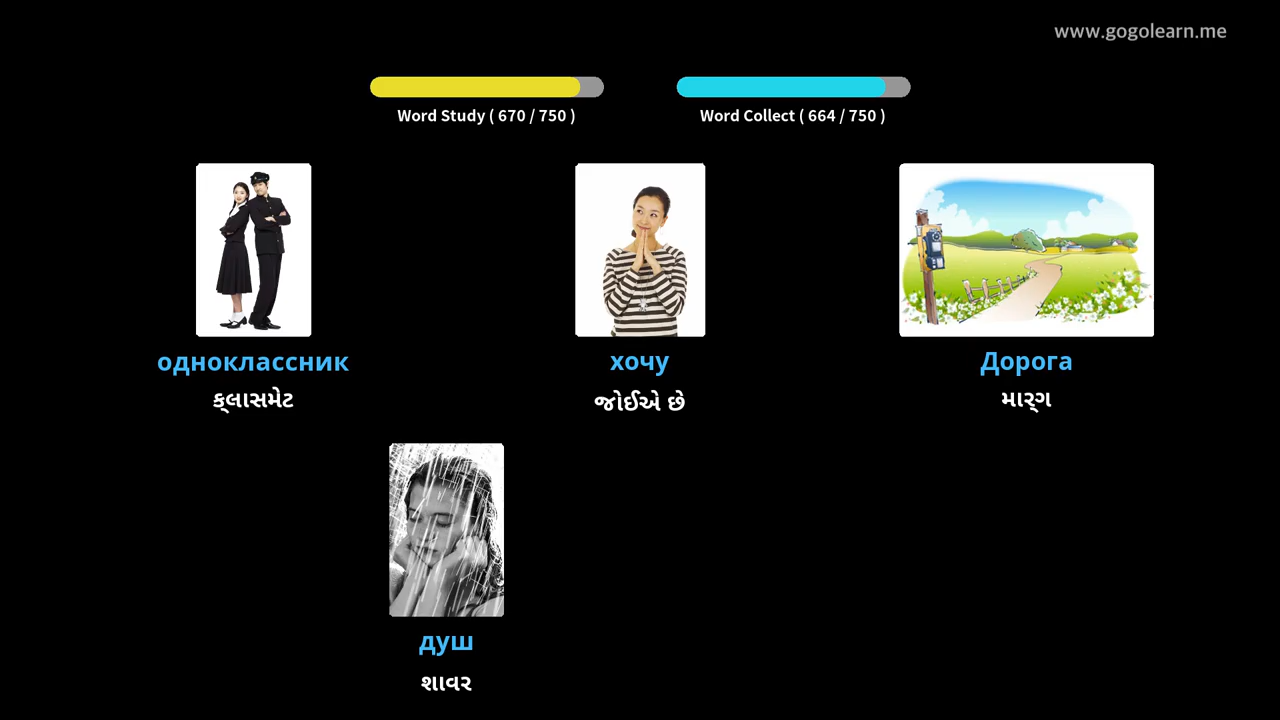 www.gogolearn.me
Word Study ( 670 / 750 )
Word Collect ( 664 / 750 )
одноклассник
хочу
Дорога
ક્લાસમેટ
જોઈએ છે
માર્ગ
душ
શાવર